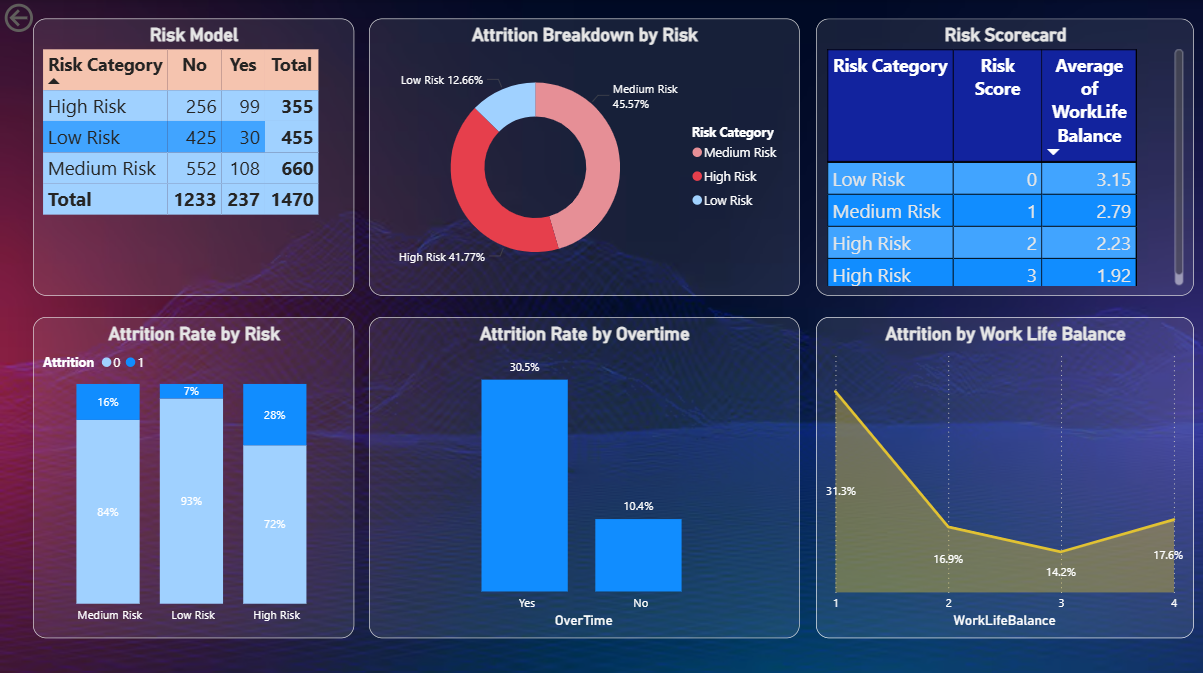 Risk Model
Risk Category No Yes Total
High Risk 256 99 355
Low Risk 425 30 455
Medium Risk 552 108 660
Total 1233 237 1470
Attrition Breakdown by Risk
Low Risk 12.66%
Medium Risk
45.57%
High Risk 41.77%
Risk Category
Medium Risk
High Risk
Low Risk
Risk Scorecard
Risk Category Risk Score Average of WorkLife Balance
Low Risk 0 3.15
Medium Risk 1 2.79
High Risk 2 2.23
High Risk 3 1.92
Attrition Rate by Risk
Attrition 0 1
16% 7% 28%
84% 93% 72%
Medium Risk Low Risk High Risk
Attrition Rate by Overtime
30.5%
10.4%
Yes No
OverTime
Attrition by Work Life Balance
31.3%
16.9%
14.2%
17.6%
1 2 3 4
WorkLifeBalance